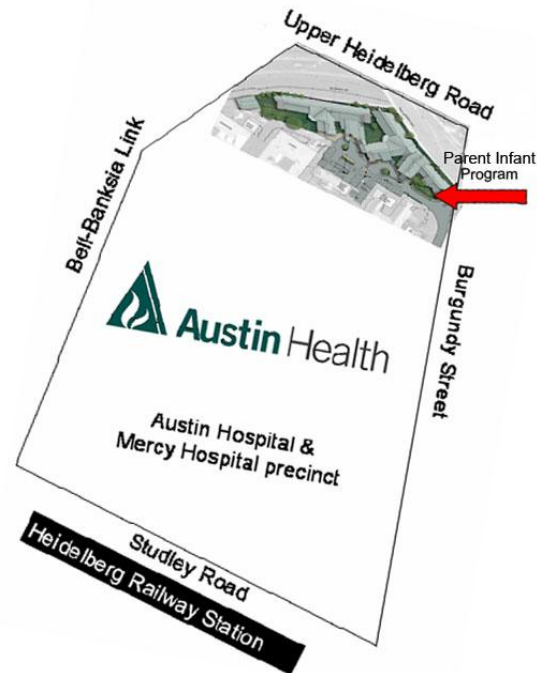 Upper Heidelberg Road
Parent Infant
Program
Bell-Banksia Link
Burgundy Street
Austin Health
Austin Hospital &
Mercy Hospital precinct
Studley Road
Heidelberg Railway Station